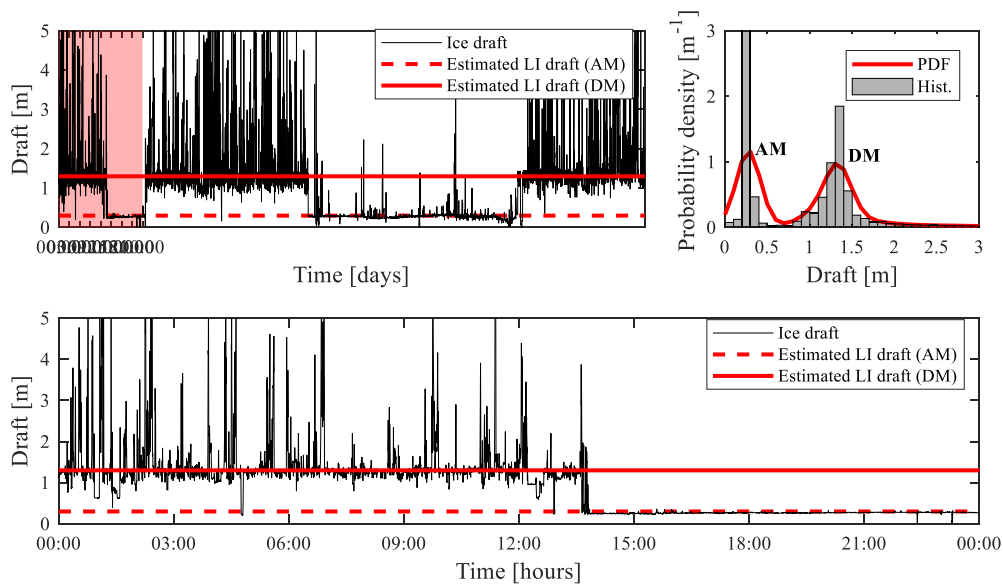 5
4
3
2
1
0
Draft [m]
Time [days]
Ice draft
Estimated LI draft (AM)
Estimated LI draft (DM)
3
2
1
0
Probability density [m⁻¹]
PDF
Hist.
AM
DM
0 0.5 1 1.5 2 2.5 3
Draft [m]
5
4
3
2
1
0
Draft [m]
Ice draft
Estimated LI draft (AM)
Estimated LI draft (DM)
00:00 03:00 06:00 09:00 12:00 15:00 18:00 21:00 00:00
Time [hours]